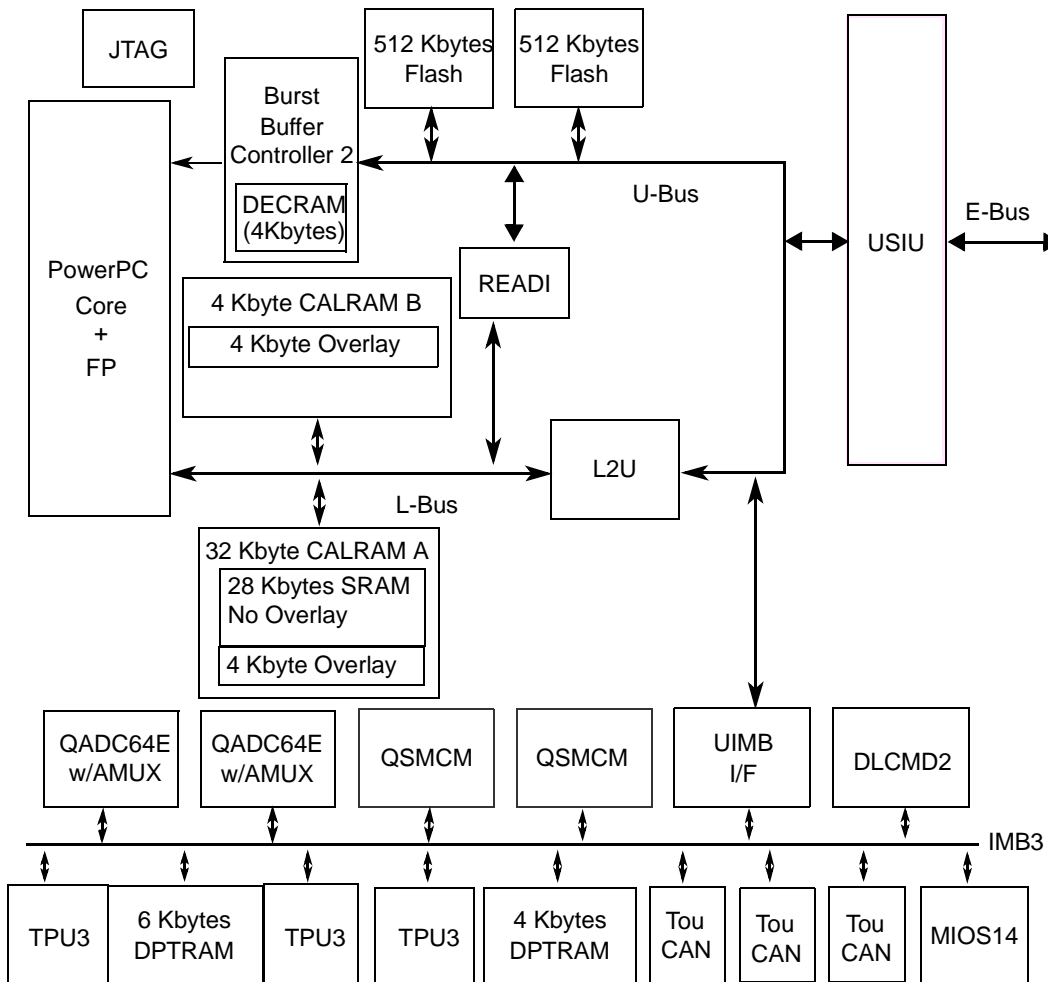 JTAG
512 Kbytes
Flash
512 Kbytes
Flash
Burst
Buffer
Controller 2
DECRAM
(4Kbytes)
U-Bus
E-Bus
USIU
PowerPC
Core
+
FP
READI
4 Kbyte CALRAM B
4 Kbyte Overlay
L2U
L-Bus
32 Kbyte CALRAM A
28 Kbytes SRAM
No Overlay
4 Kbyte Overlay
QADC64E
w/AMUX
QADC64E
w/AMUX
QSMCM
QSMCM
UIMB
I/F
DLCMD2
IMB3
TPU3
6 Kbytes
DPTRAM
TPU3
TPU3
4 Kbytes
DPTRAM
Tou
CAN
Tou
CAN
Tou
CAN
MIOS14